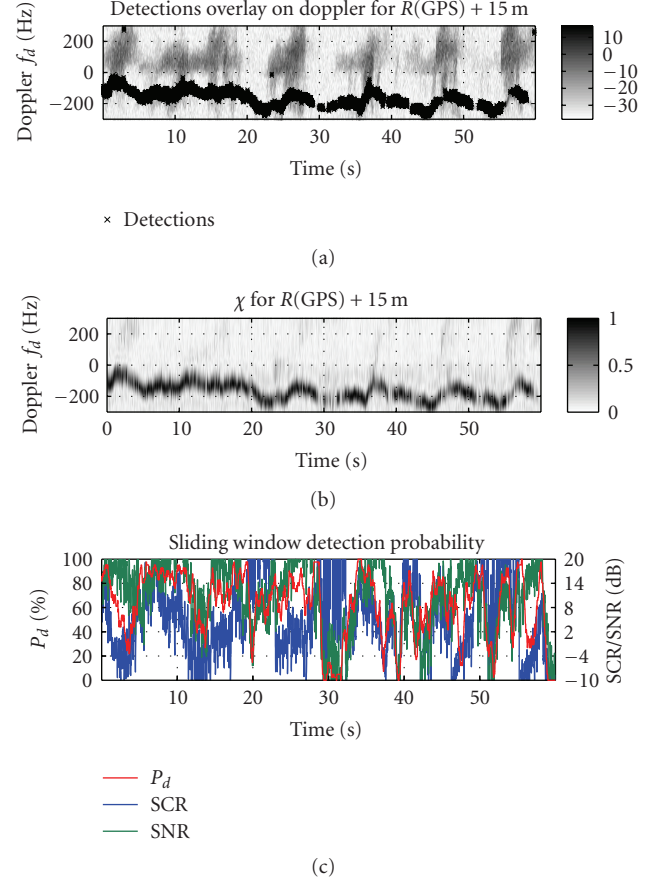 Detections overlay on doppler for R(GPS) + 15 m
Doppler f_d (Hz)
200
0
−200
10
20
30
40
50
Time (s)
10
0
−10
−20
−30
× Detections
(a)
χ for R(GPS) + 15 m
Doppler f_d (Hz)
200
0
−200
0
10
20
30
40
50
Time (s)
1
0.5
0
(b)
Sliding window detection probability
P_d (%)
100
80
60
40
20
0
10
20
30
40
50
Time (s)
20
14
8
2
−4
−10
SCR/SNR (dB)
P_d
SCR
SNR
(c)